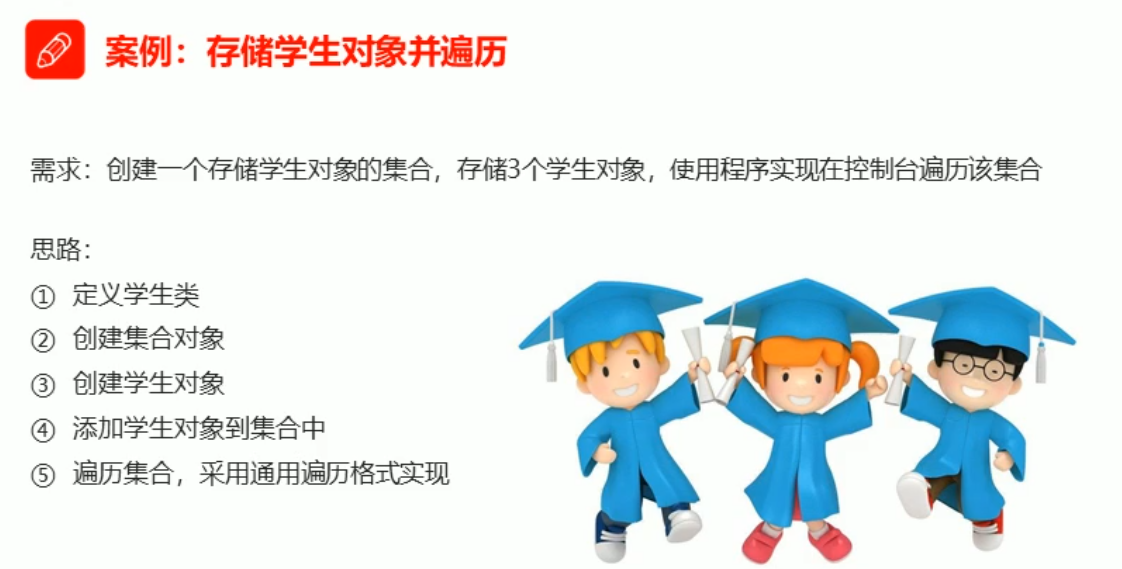 案例：存储学生对象并遍历
需求：创建一个存储学生对象的集合，存储3个学生对象，使用程序实现在控制台遍历该集合
思路：
① 定义学生类
② 创建集合对象
③ 创建学生对象
④ 添加学生对象到集合中
⑤ 遍历集合，采用通用遍历格式实现